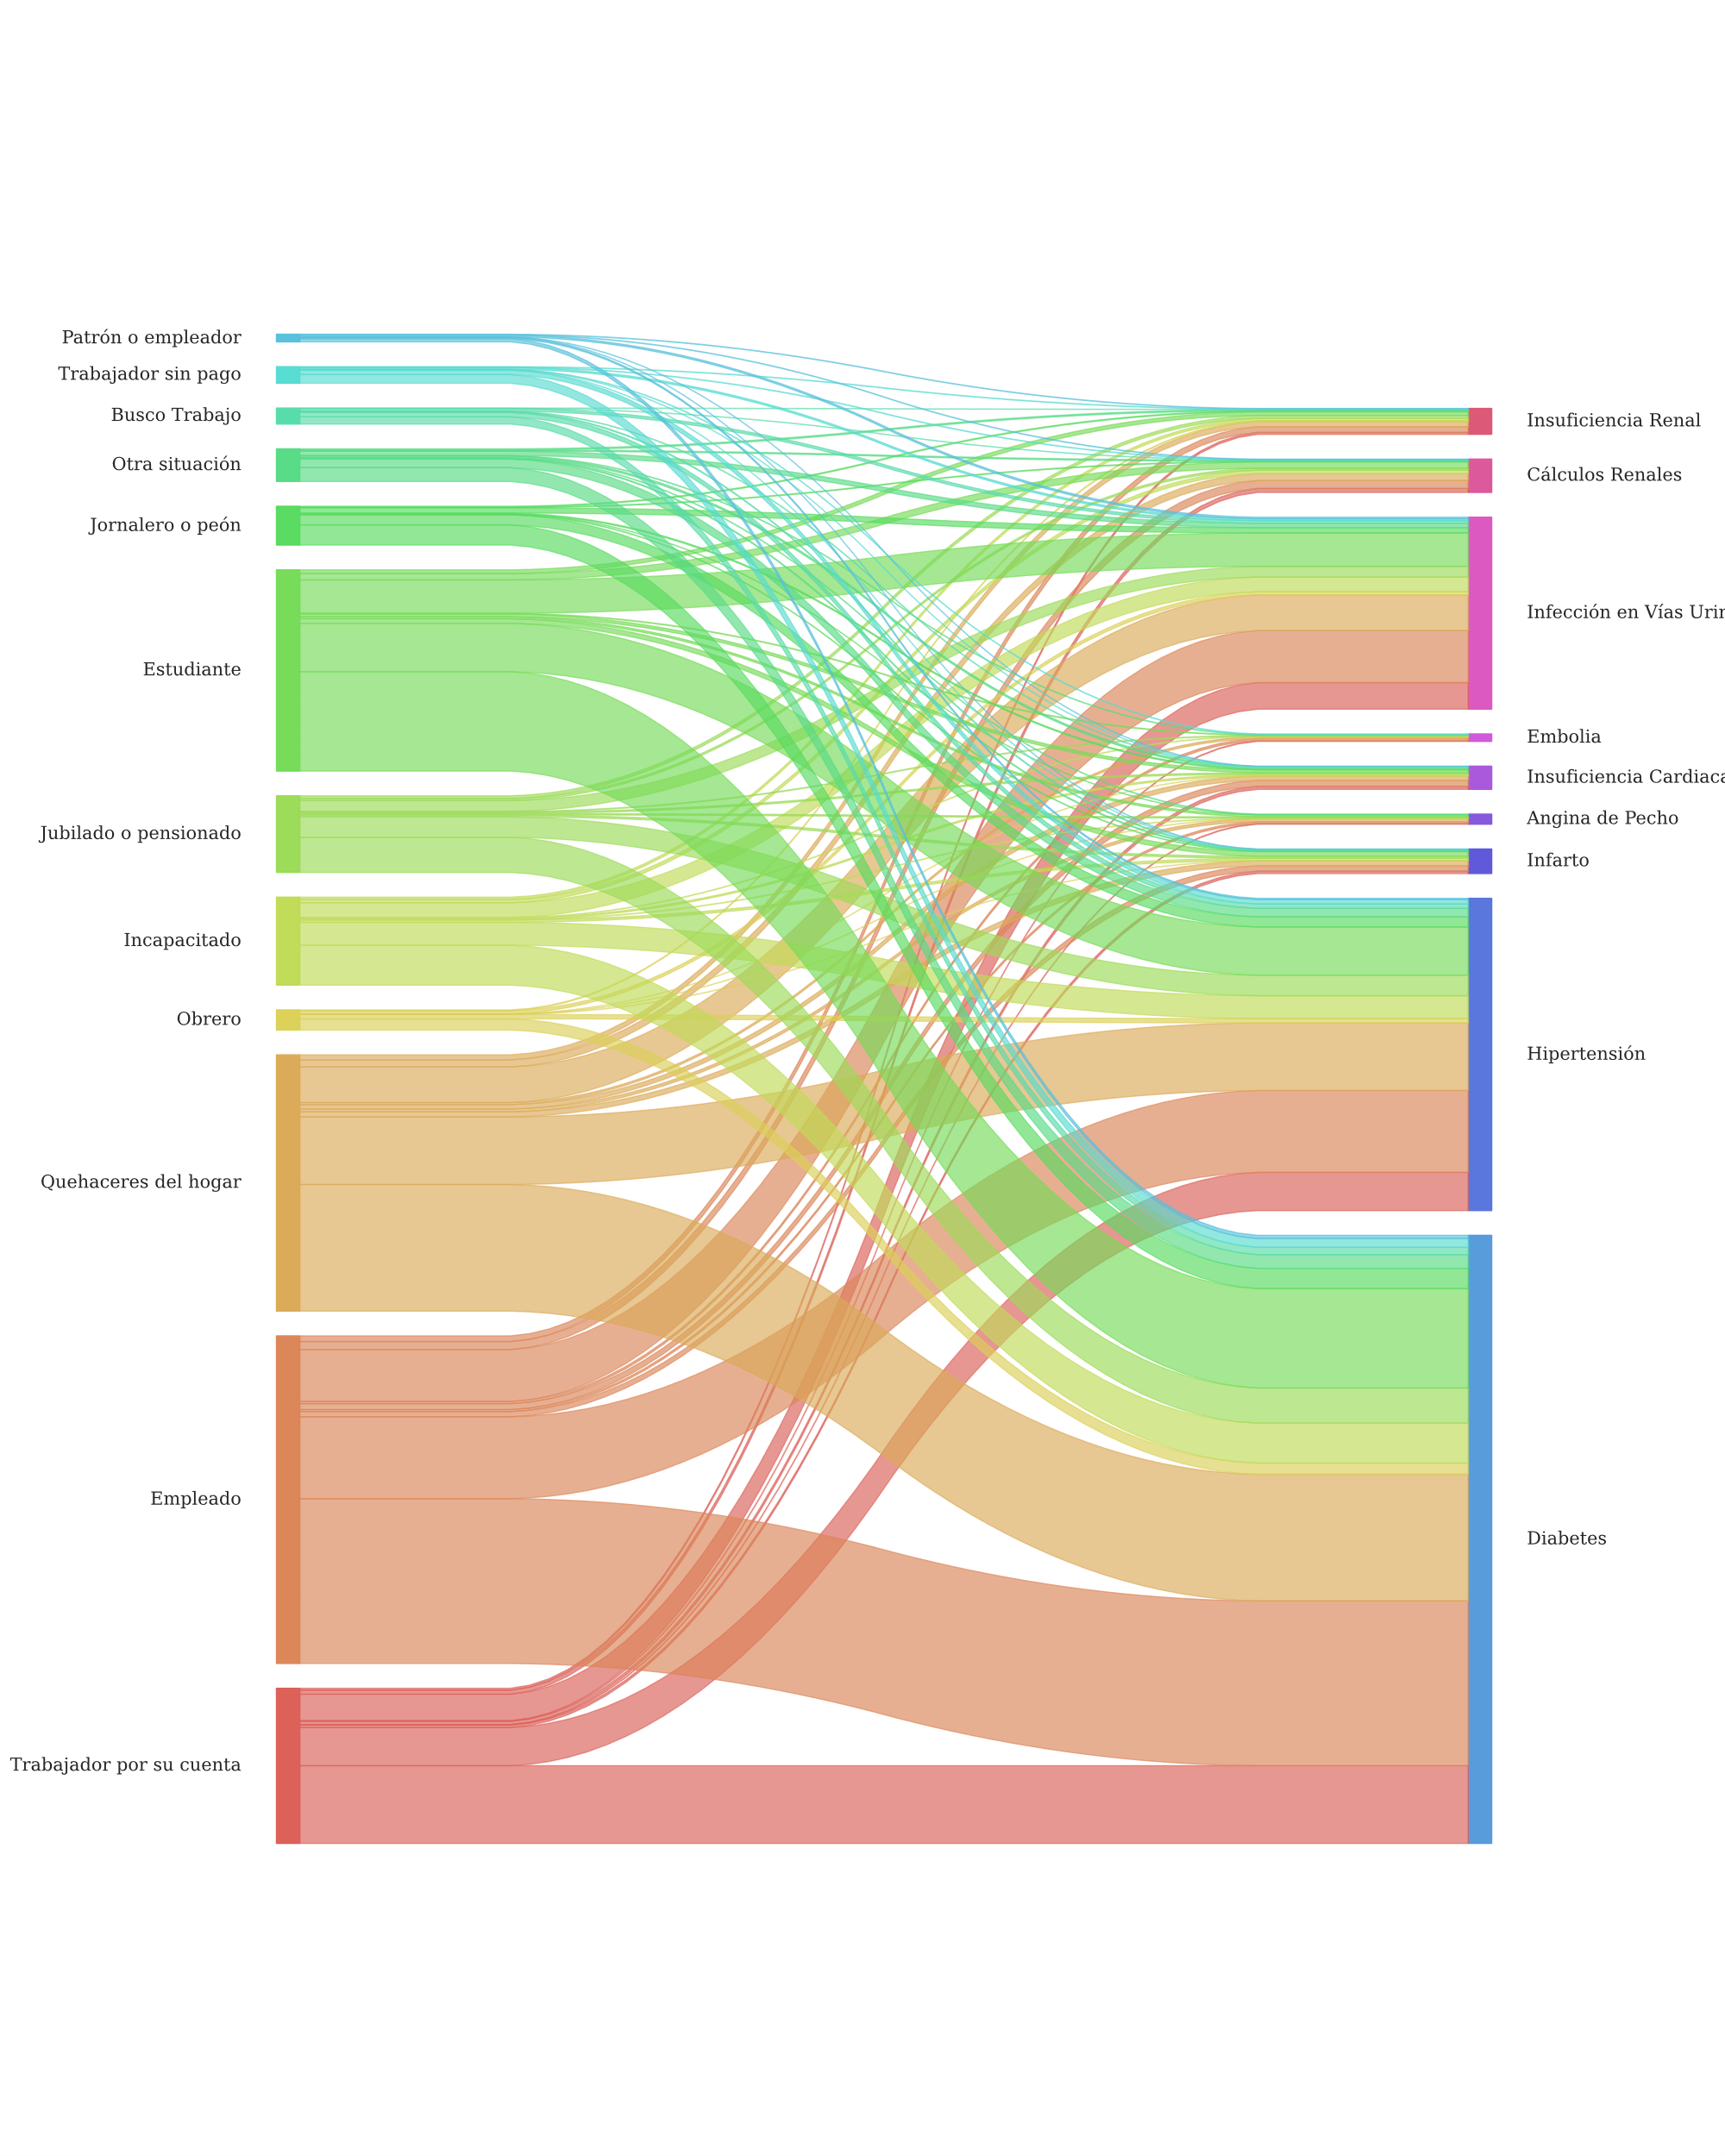 Patrón o empleador
Trabajador sin pago
Busco Trabajo
Otra situación
Jornalero o peón
Estudiante
Jubilado o pensionado
Incapacitado
Obrero
Quehaceres del hogar
Empleado
Trabajador por su cuenta
Insuficiencia Renal
Cálculos Renales
Infección en Vías
Embolia
Insuficiencia Cardiaca
Angina de Pecho
Infarto
Hipertensión
Diabetes